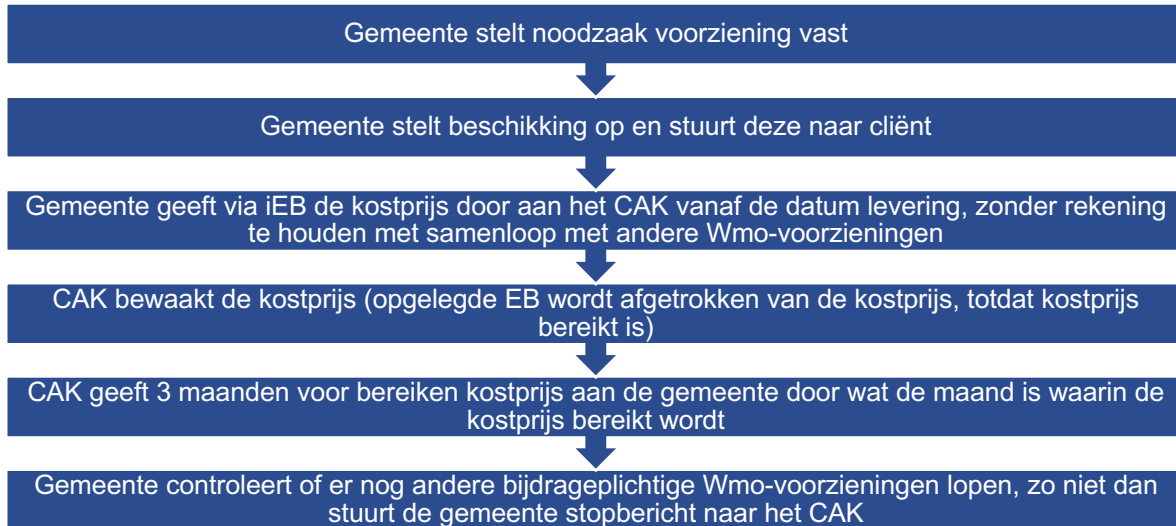 Gemeente stelt noodzaak voorziening vast
Gemeente stelt beschikking op en stuurt deze naar cliënt
Gemeente geeft via iEB de kostprijs door aan het CAK vanaf de datum levering, zonder rekening
te houden met samenloop met andere Wmo-voorzieningen
CAK bewaakt de kostprijs (opgelegde EB wordt afgetrokken van de kostprijs, totdat kostprijs
bereikt is)
CAK geeft 3 maanden voor bereiken kostprijs aan de gemeente door wat de maand is waarin de
kostprijs bereikt wordt
Gemeente controleert of er nog andere bijdrageplichtige Wmo-voorzieningen lopen, zo niet dan
stuurt de gemeente stopbericht naar het CAK